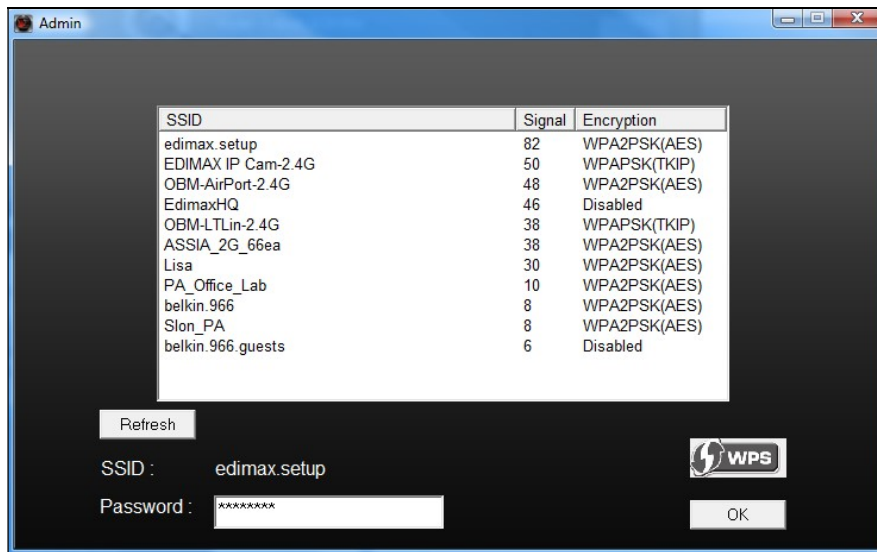 Admin
SSID Signal Encryption
edimax.setup 82 WPA2PSK(AES)
EDIMAX IP Cam-2.4G 50 WPAPSK(TKIP)
OBM-AirPort-2.4G 48 WPA2PSK(AES)
EdimaxHQ 46 Disabled
OBM-LTLin-2.4G 38 WPAPSK(TKIP)
ASSIA_2G_66ea 38 WPA2PSK(AES)
Lisa 30 WPA2PSK(AES)
PA_Office_Lab 10 WPA2PSK(AES)
belkin.966 8 WPA2PSK(AES)
Slon_PA 8 WPA2PSK(AES)
belkin.966.guests 6 Disabled
Refresh
SSID : edimax.setup
WPS
Password : ********
OK